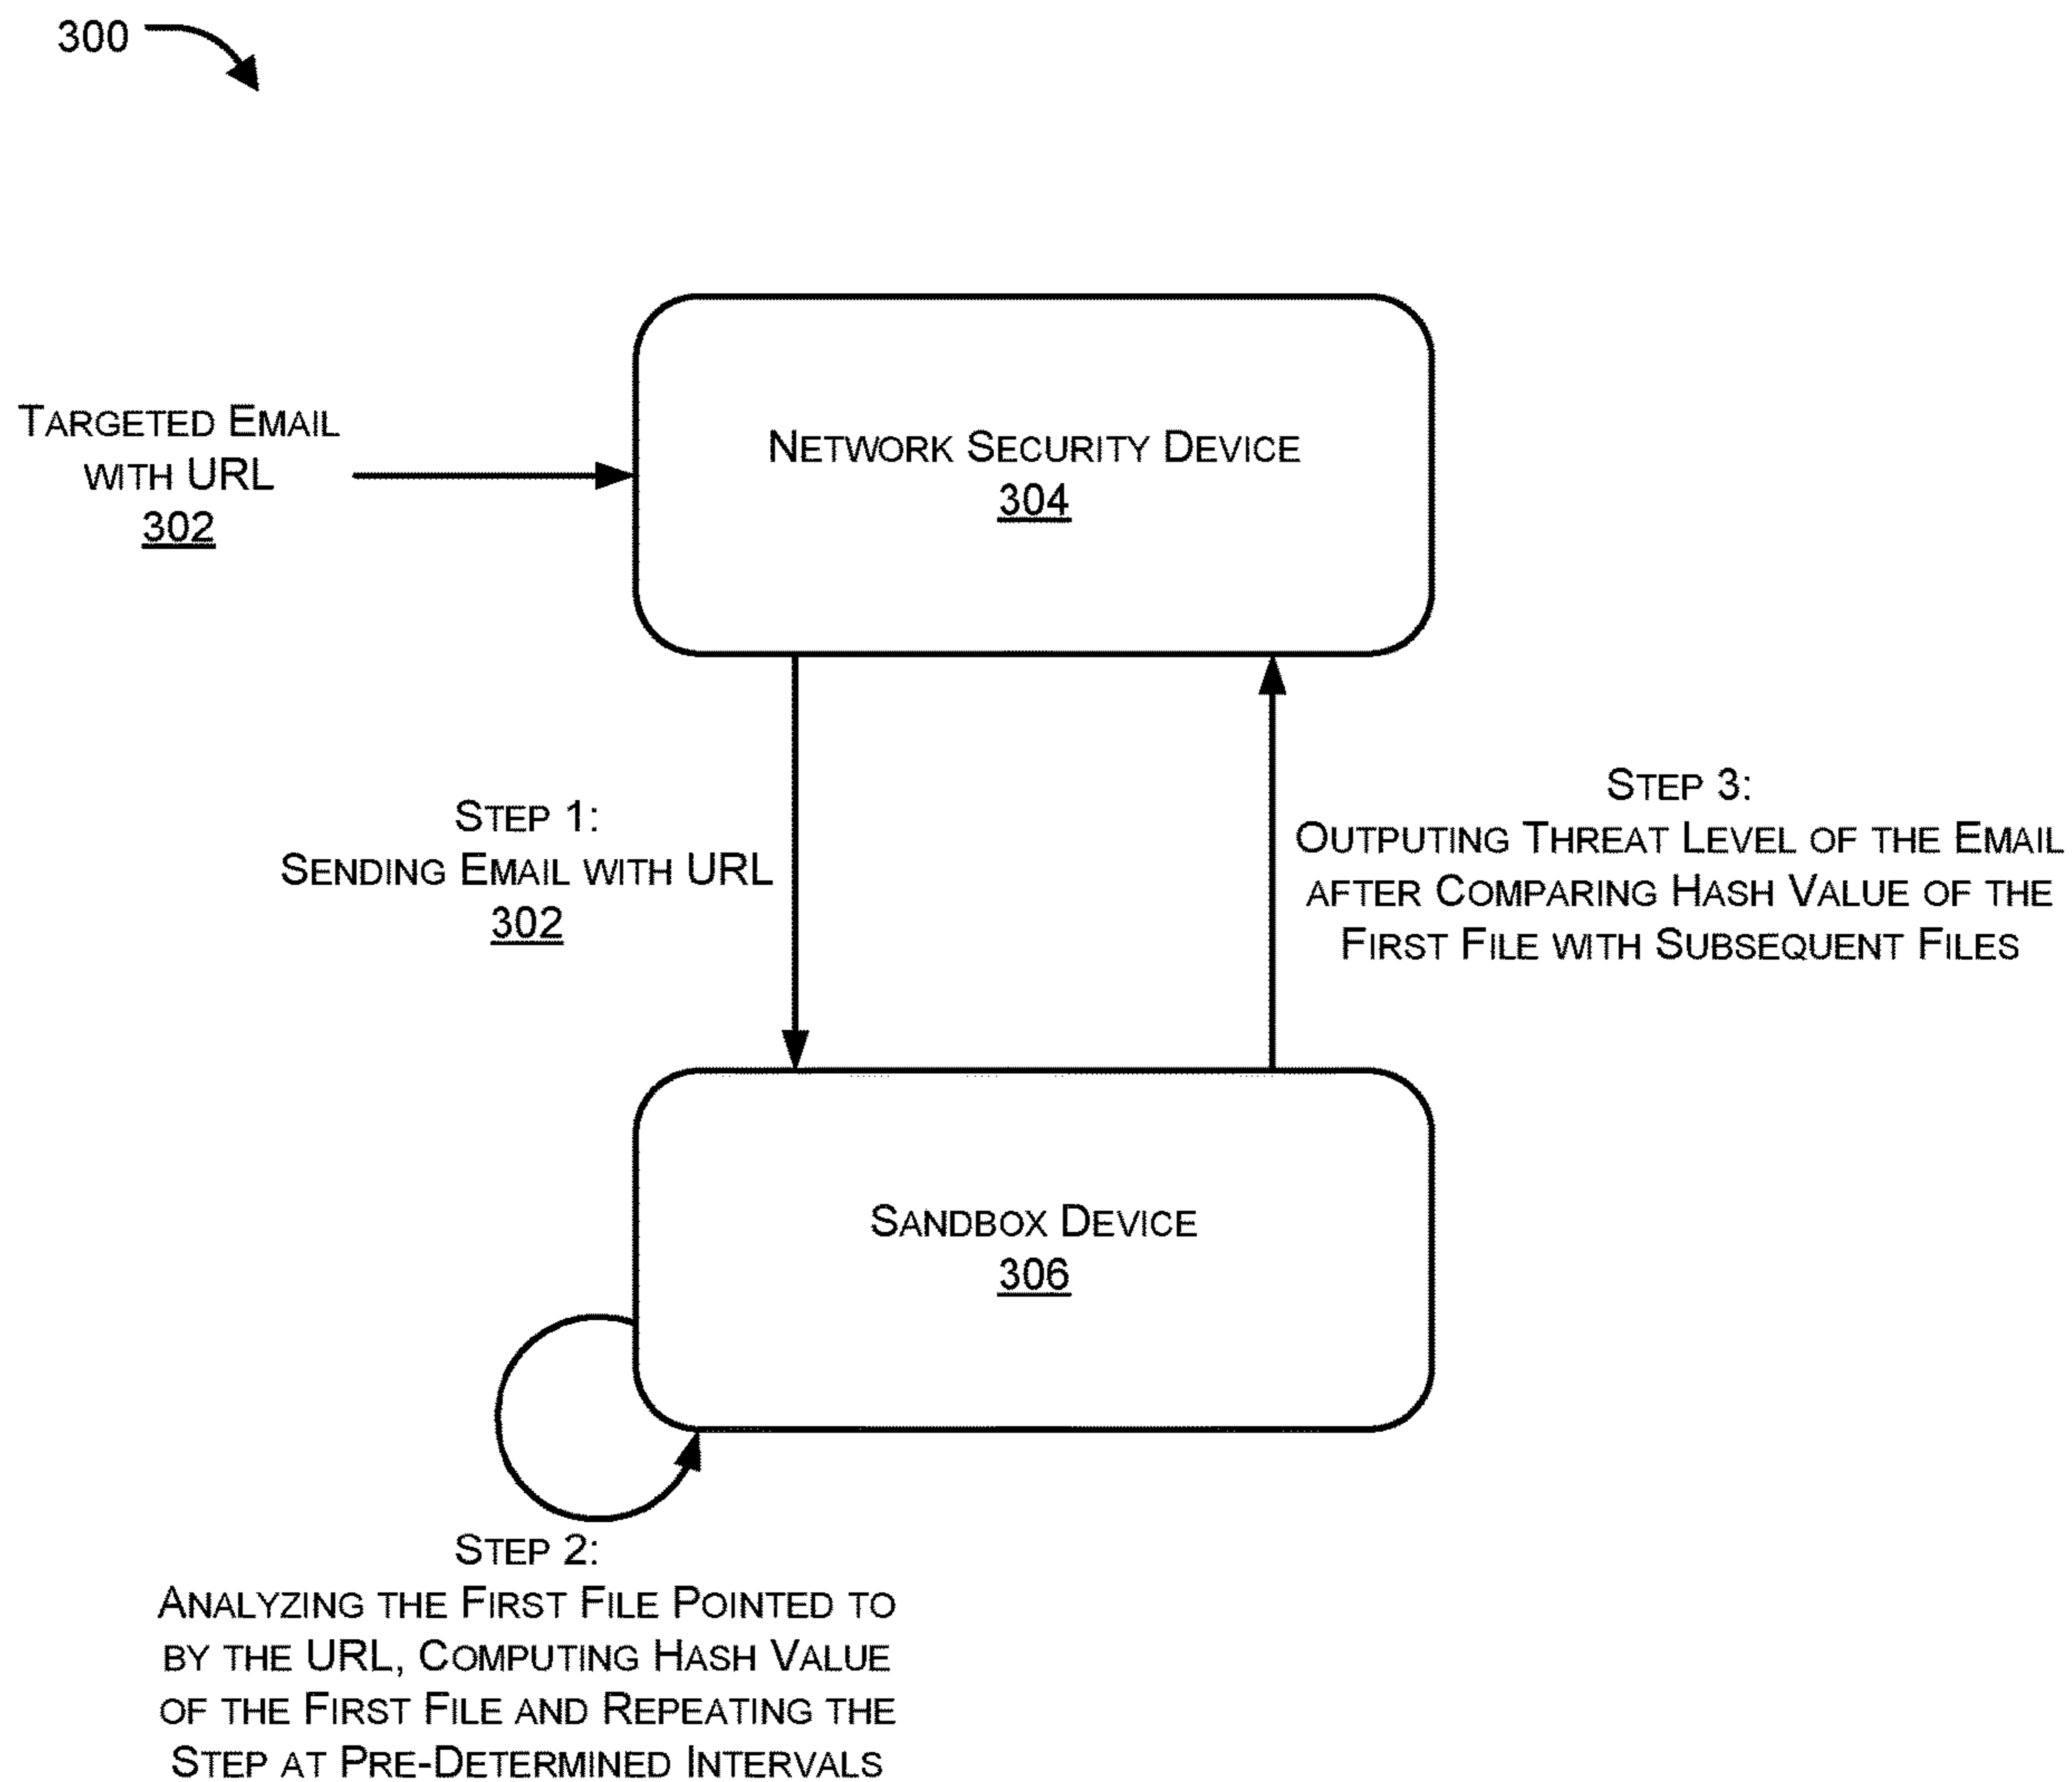 300
TARGETED EMAIL
WITH URL
302
NETWORK SECURITY DEVICE
304
STEP 1:
SENDING EMAIL WITH URL
302
STEP 3:
OUTPUTING THREAT LEVEL OF THE EMAIL
AFTER COMPARING HASH VALUE OF THE
FIRST FILE WITH SUBSEQUENT FILES
SANDBOX DEVICE
306
STEP 2:
ANALYZING THE FIRST FILE POINTED TO
BY THE URL, COMPUTING HASH VALUE
OF THE FIRST FILE AND REPEATING THE
STEP AT PRE-DETERMINED INTERVALS